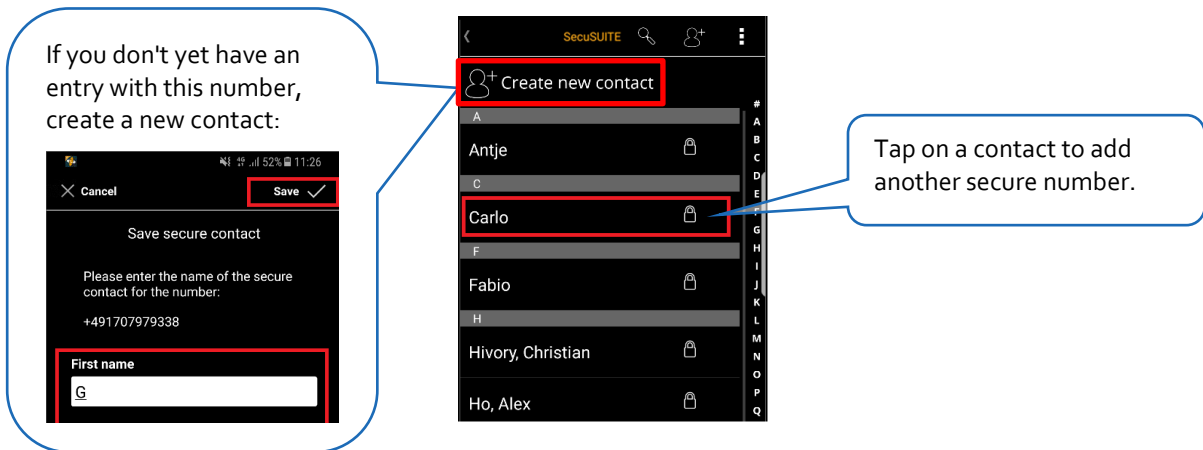 If you don't yet have an
entry with this number,
create a new contact:
52% 11:26
Cancel
Save
Save secure contact
Please enter the name of the secure
contact for the number:
+491707979338
First name
G
SecuSUITE
Create new contact
A
Antje
C
Carlo
F
Fabio
H
Hivory, Christian
Ho, Alex
#
A
B
C
D
E
F
G
H
I
J
K
L
M
N
O
P
Q
Tap on a contact to add
another secure number.